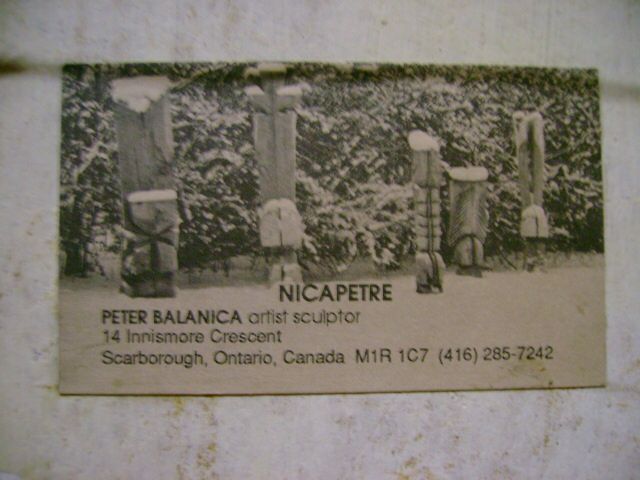 NICAPETRE
PETER BALANICA artist sculptor
14 Innismore Crescent
Scarborough, Ontario, Canada M1R 1C7 (416) 285-7242